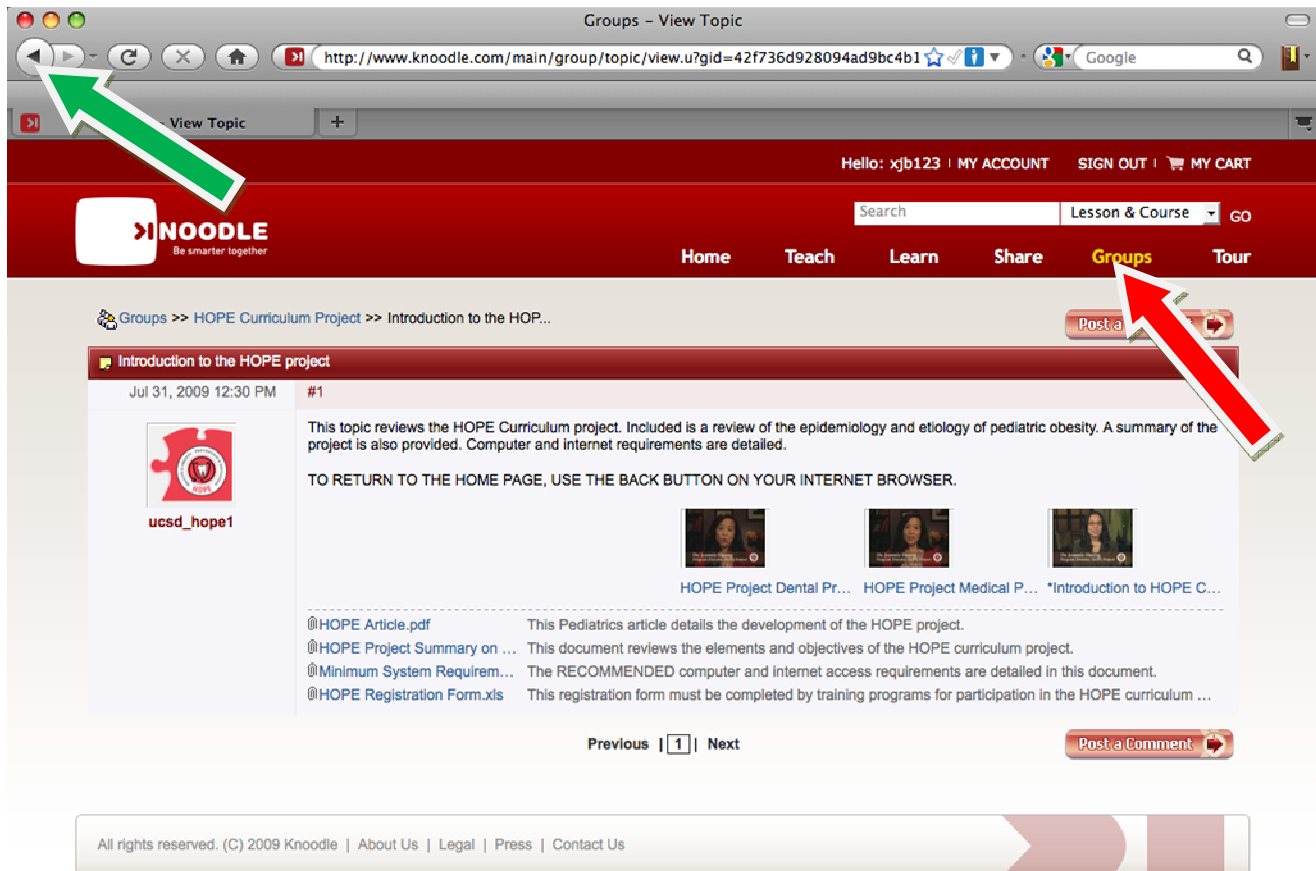 Groups – View Topic
http://www.knoodle.com/main/group/topic/view.u?gid=42f736d928094ad9bc4b1
Google
- View Topic
Hello: xjb123 | MY ACCOUNT SIGN OUT | MY CART
Search Lesson & Course GO
KNOODLE
Be smarter together
Home Teach Learn Share Groups Tour
Groups >> HOPE Curriculum Project >> Introduction to the HOP...
Post a
Introduction to the HOPE project
Jul 31, 2009 12:30 PM #1
This topic reviews the HOPE Curriculum project. Included is a review of the epidemiology and etiology of pediatric obesity. A summary of the
project is also provided. Computer and internet requirements are detailed.
TO RETURN TO THE HOME PAGE, USE THE BACK BUTTON ON YOUR INTERNET BROWSER.
HOPE
ucsd_hope1
HOPE Project Dental Pr... HOPE Project Medical P... *Introduction to HOPE C...
HOPE Article.pdf This Pediatrics article details the development of the HOPE project.
HOPE Project Summary on ... This document reviews the elements and objectives of the HOPE curriculum project.
Minimum System Requirem... The RECOMMENDED computer and internet access requirements are detailed in this document.
HOPE Registration Form.xls This registration form must be completed by training programs for participation in the HOPE curriculum ...
Previous | 1 | Next
Post a Comment
All rights reserved. (C) 2009 Knoodle | About Us | Legal | Press | Contact Us